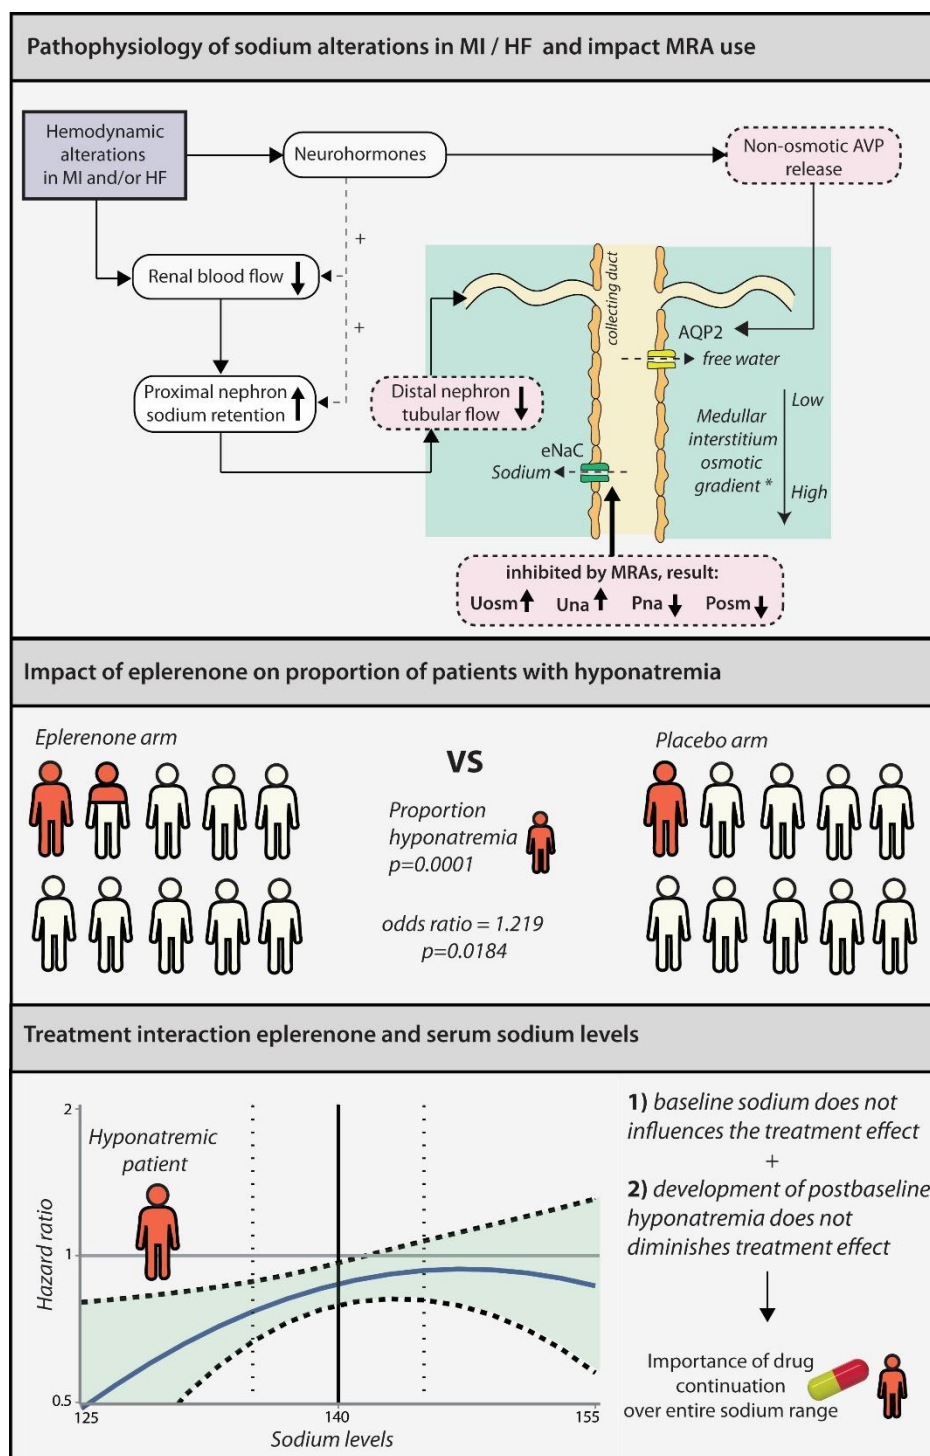 Pathophysiology of sodium alterations in MI / HF and impact MRA use
Hemodynamic
alterations
in MI and/or HF
Neurohormones
Non-osmotic AVP
release
+
Renal blood flow
+
Proximal nephron
sodium retention
Distal nephron
tubular flow
collecting duct
AQP2
free water
eNaC
Sodium
Low
Medullar
interstitium
osmotic
gradient *
High
inhibited by MRAs, result:
Uosm Una Pna Posm
Impact of eplerenone on proportion of patients with hyponatremia
Eplerenone arm
VS
Placebo arm
Proportion
hyponatremia
p=0.0001
odds ratio = 1.219
p=0.0184
Treatment interaction eplerenone and serum sodium levels
2
1
0.5
Hazard ratio
Hyponatremic
patient
125
140
155
Sodium levels
1) baseline sodium does not
influences the treatment effect
+
2) development of postbaseline
hyponatremia does not
diminishes treatment effect
Importance of drug
continuation
over entire sodium range